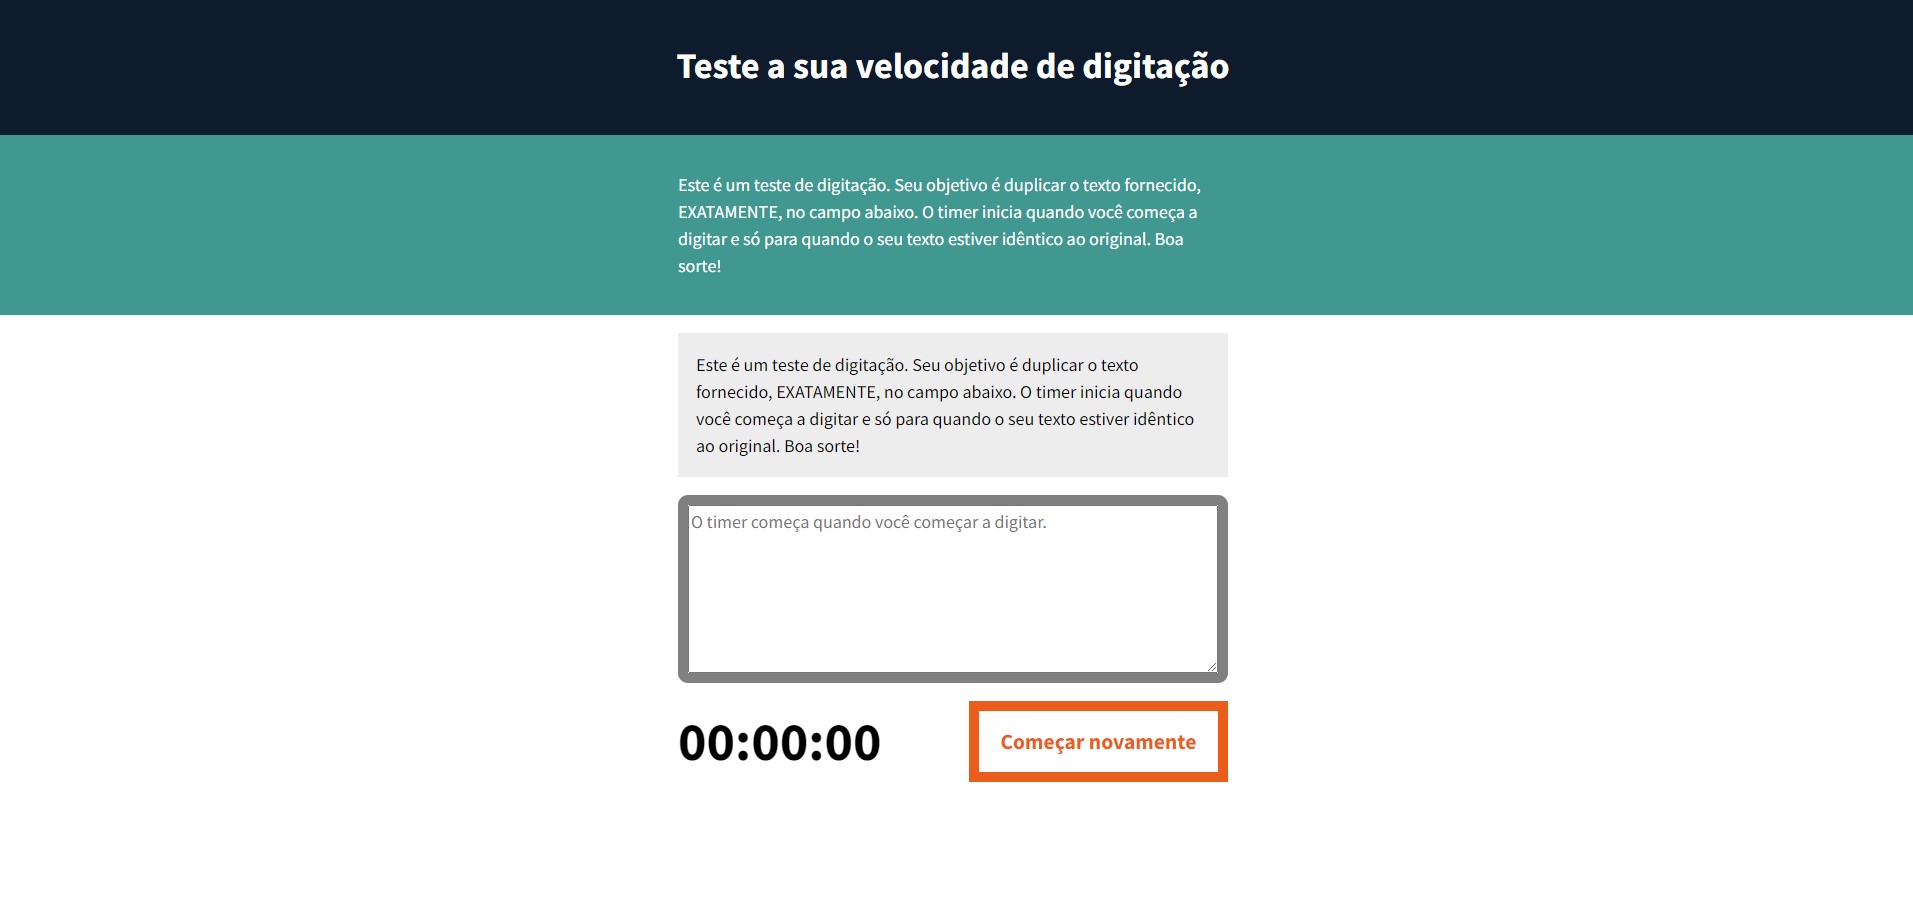 Teste a sua velocidade de digitação
Este é um teste de digitação. Seu objetivo é duplicar o texto fornecido,
EXATAMENTE, no campo abaixo. O timer inicia quando você começa a
digitar e só para quando o seu texto estiver idêntico ao original. Boa
sorte!
Este é um teste de digitação. Seu objetivo é duplicar o texto
fornecido, EXATAMENTE, no campo abaixo. O timer inicia quando
você começa a digitar e só para quando o seu texto estiver idêntico
ao original. Boa sorte!
O timer começa quando você começar a digitar.
00:00:00
Começar novamente